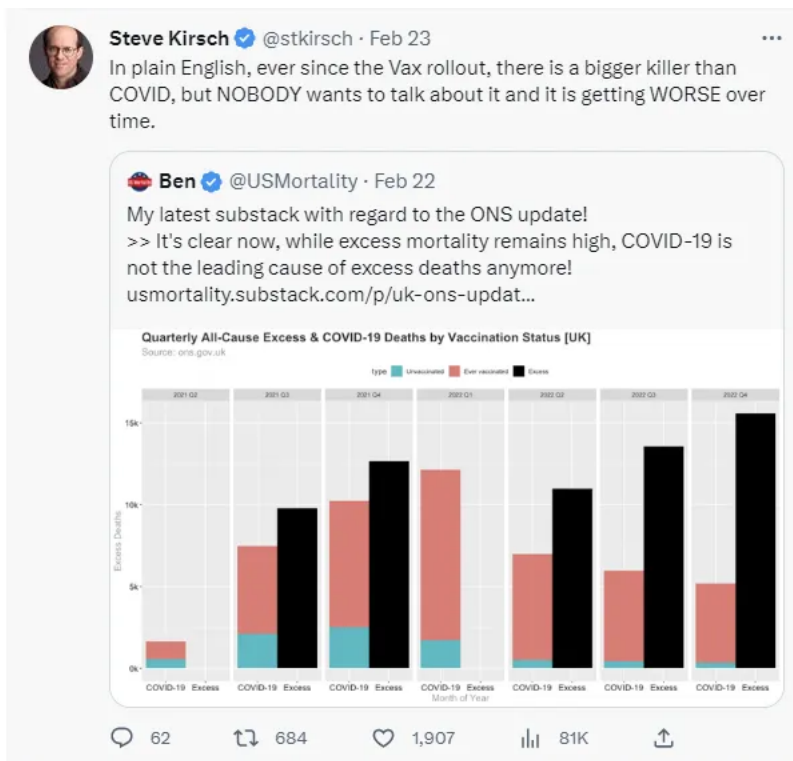 Steve Kirsch @stkirsch · Feb 23
In plain English, ever since the Vax rollout, there is a bigger killer than
COVID, but NOBODY wants to talk about it and it is getting WORSE over
time.
Ben @USMortality · Feb 22
My latest substack with regard to the ONS update!
>> It's clear now, while excess mortality remains high, COVID-19 is
not the leading cause of excess deaths anymore!
usmortality.substack.com/p/uk-ons-updat...
Quarterly All-Cause Excess & COVID-19 Deaths by Vaccination Status [UK]
Source: ons.gov.uk
type Unvaccinated Ever vaccinated Excess
2021 Q2 2021 Q3 2021 Q4 2022 Q1 2022 Q2 2022 Q3 2022 Q4
15k
10k
5k
0k
Excess Deaths
COVID-19 Excess COVID-19 Excess COVID-19 Excess COVID-19 Excess COVID-19 Excess COVID-19 Excess COVID-19 Excess
Month of Year
62 684 1,907 81K